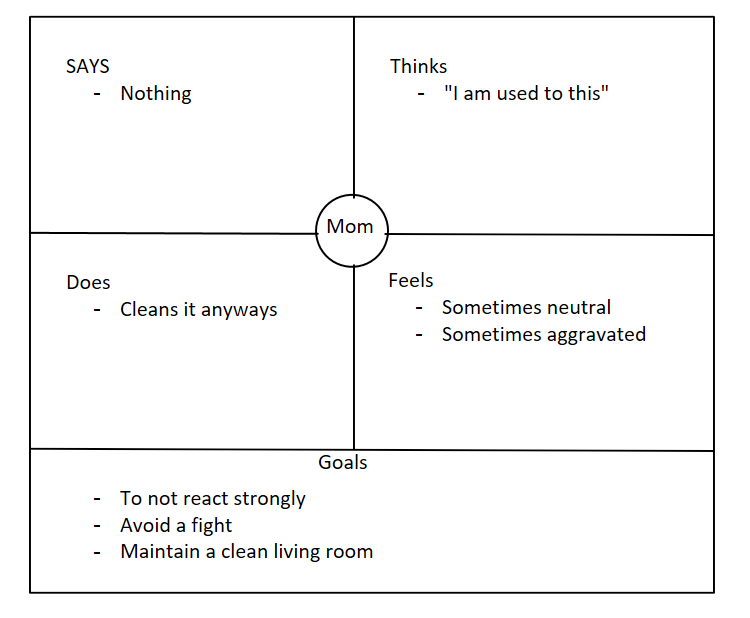 SAYS
- Nothing
Thinks
- "I am used to this"
Mom
Does
- Cleans it anyways
Feels
- Sometimes neutral
- Sometimes aggravated
Goals
- To not react strongly
- Avoid a fight
- Maintain a clean living room